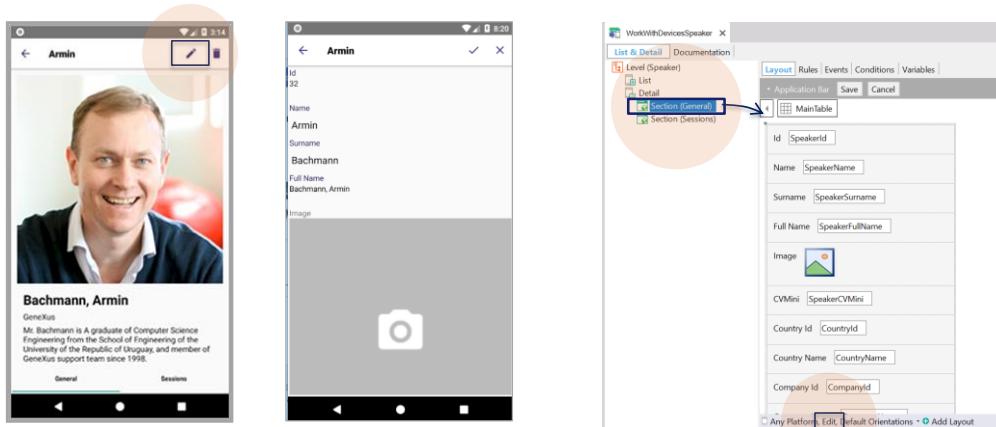 3:14
Armin
Bachmann, Armin
GeneXus
Mr. Bachmann is A graduate of Computer Science
Engineering from the School of Engineering of the
University of the Republic of Uruguay, and member of
GeneXus support team since 1998.
General Sessions
8:20
Armin
Id
32
Name
Armin
Surname
Bachmann
Full Name
Bachmann, Armin
Image
WorkWithDevicesSpeaker
List & Detail Documentation
Level (Speaker)
List
Detail
Section (General)
Section (Sessions)
Layout Rules Events Conditions Variables
Application Bar Save Cancel
MainTable
Id SpeakerId
Name SpeakerName
Surname SpeakerSurname
Full Name SpeakerFullName
Image
CVMini SpeakerCVMini
Country Id CountryId
Country Name CountryName
Company Id CompanyId
Any Platform, Edit, Default Orientations Add Layout